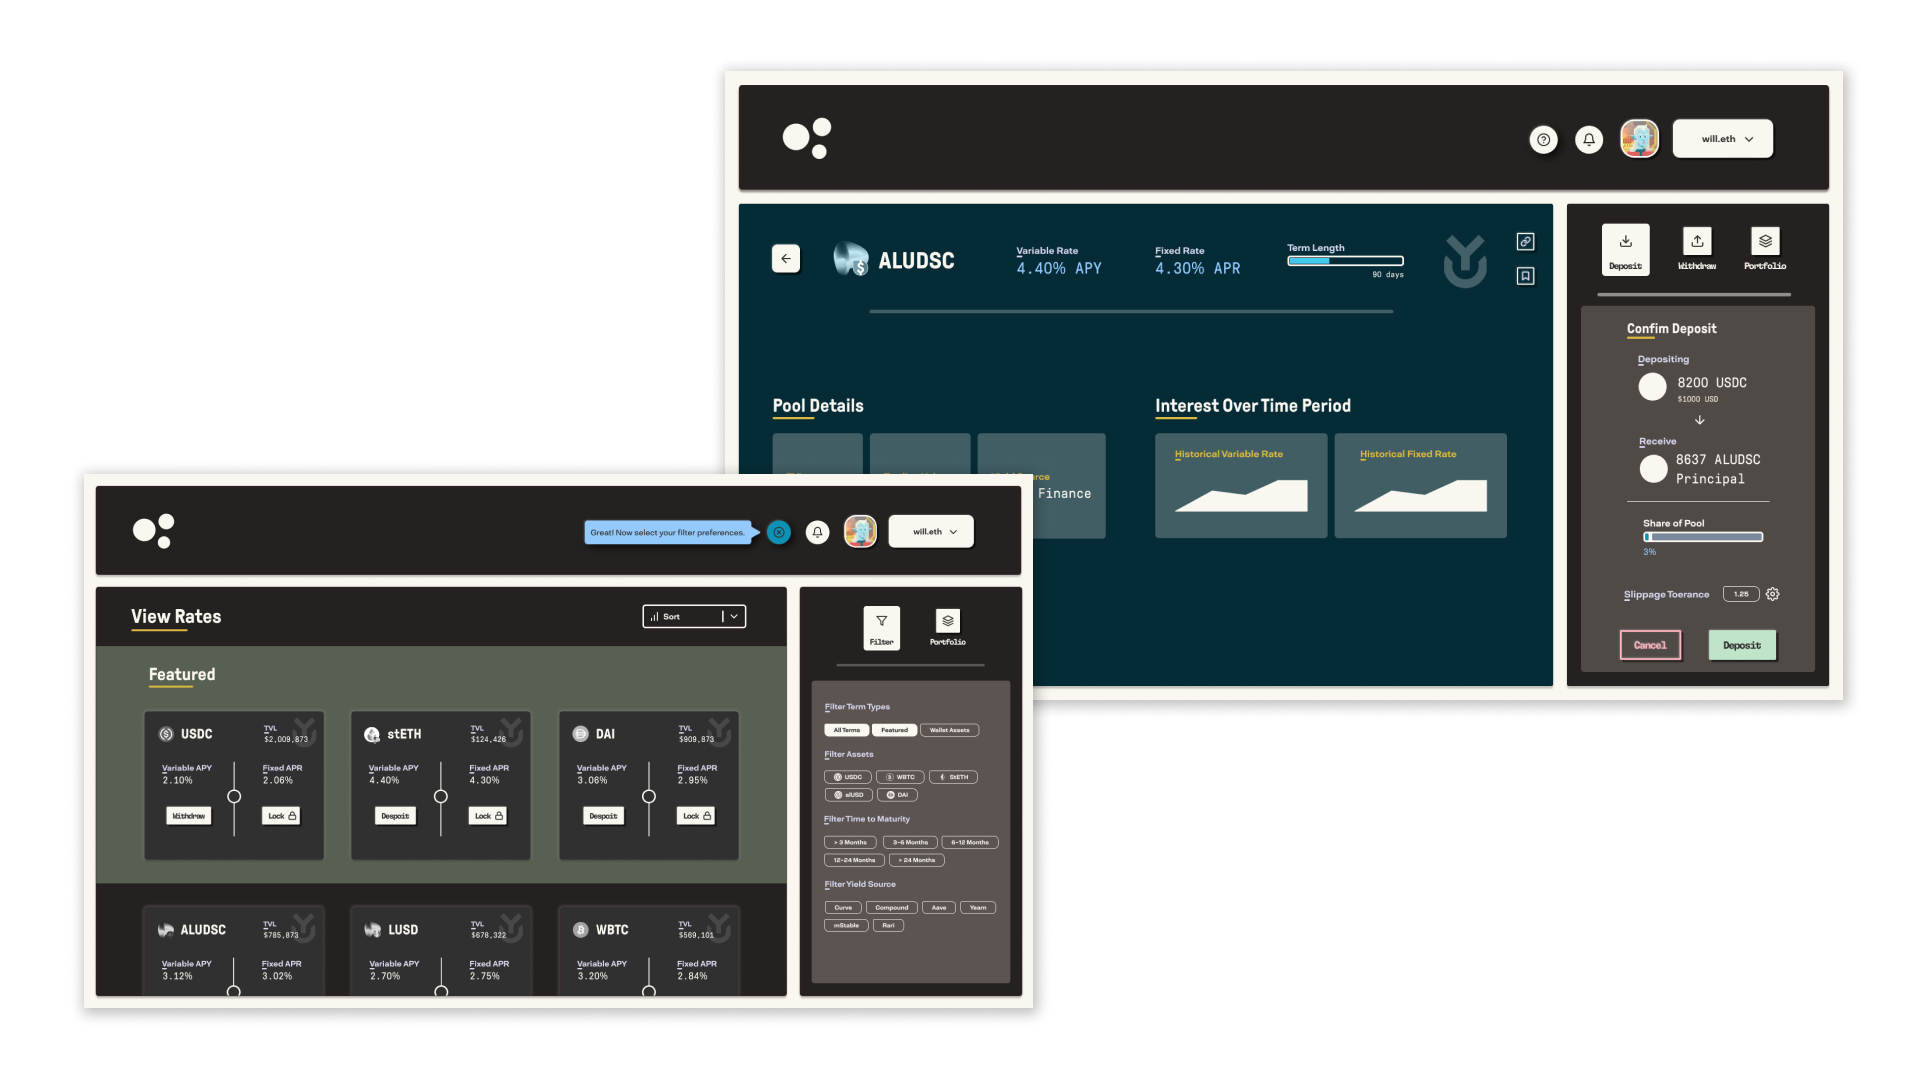 will.eth
ALUDSC
Variable Rate
4.40% APY
Fixed Rate
4.30% APR
Term Length
90 days
Pool Details
rce
Finance
Interest Over Time Period
Historical Variable Rate
Historical Fixed Rate
Deposit
Withdraw
Portfolio
Confim Deposit
Depositing
8200 USDC
$1000 USD
Receive
8637 ALUDSC
Principal
Share of Pool
3%
Slippage Toerance
1.25
Cancel
Deposit
Great! Now select your filter preferences.
will.eth
View Rates
Sort
Featured
USDC
TVL
$2,009,873
Variable APY
2.10%
Fixed APR
2.06%
Withdraw
Lock
stETH
TVL
$124,426
Variable APY
4.40%
Fixed APR
4.30%
Despoit
Lock
DAI
TVL
$909,873
Variable APY
3.06%
Fixed APR
2.95%
Despoit
Lock
ALUDSC
TVL
$785,873
Variable APY
3.12%
Fixed APR
3.02%
LUSD
TVL
$678,322
Variable APY
2.70%
Fixed APR
2.75%
WBTC
TVL
$569,101
Variable APY
3.20%
Fixed APR
2.84%
Filter
Portfolio
Filter Term Types
All Terms Featured Wallet Assets
Filter Assets
USDC WBTC StETH
alUSD DAI
Filter Time to Maturity
> 3 Months 3-6 Months 6-12 Months
12-24 Months > 24 Months
Filter Yield Source
Curve Compound Aave Yearn
mStable Rari